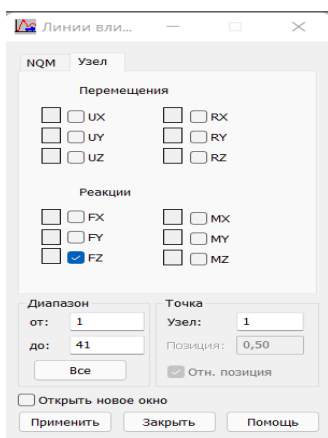 Линии вли...
NQM Узел
Перемещения
UX RX
UY RY
UZ RZ
Реакции
FX MX
FY MY
FZ MZ
Диапазон Точка
от: 1 Узел: 1
до: 41 Позиция: 0,50
Все Отн. позиция
Открыть новое окно
Применить Закрыть Помощь